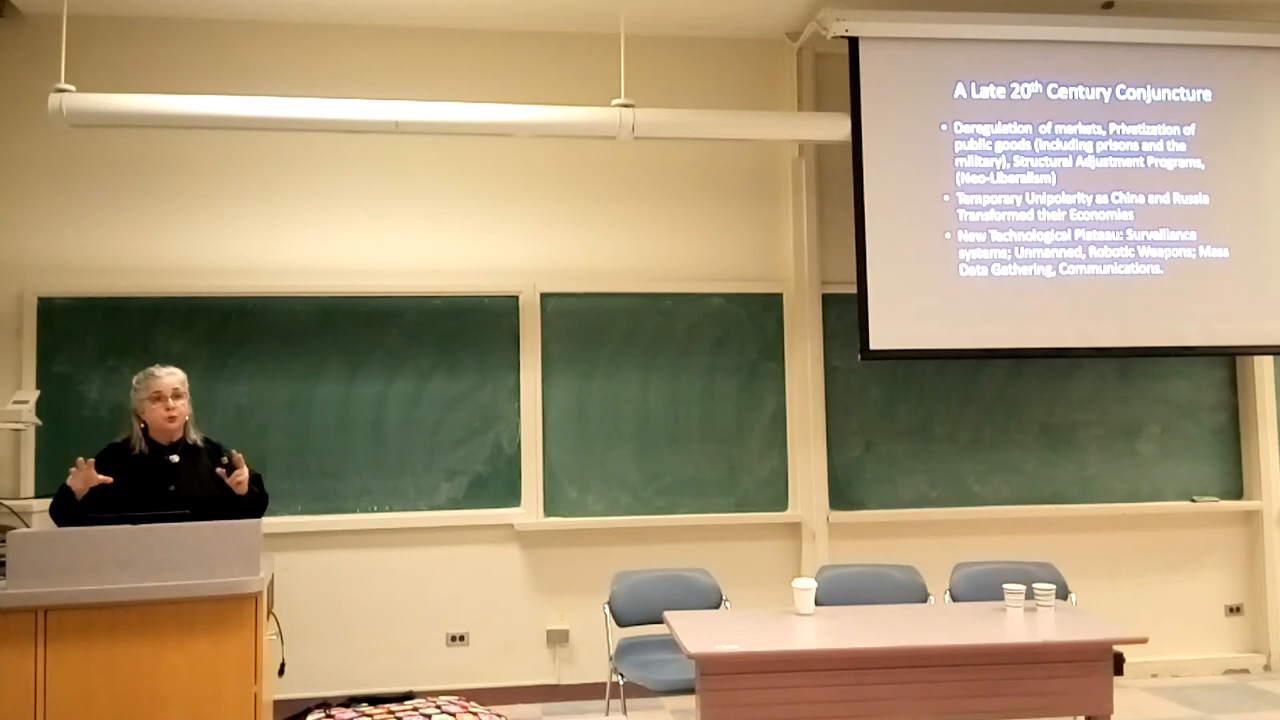 A Late 20th Century Conjuncture
• Deregulation of markets, Privatization of
public goods (including prisons and the
military), Structural Adjustment Programs,
(Neo-Liberalism)
• Temporary Unipolarity as China and Russia
Transformed their Economies
• New Technological Plateau: Surveillance
systems; Unmanned, Robotic Weapons; Mass
Data Gathering, Communications.